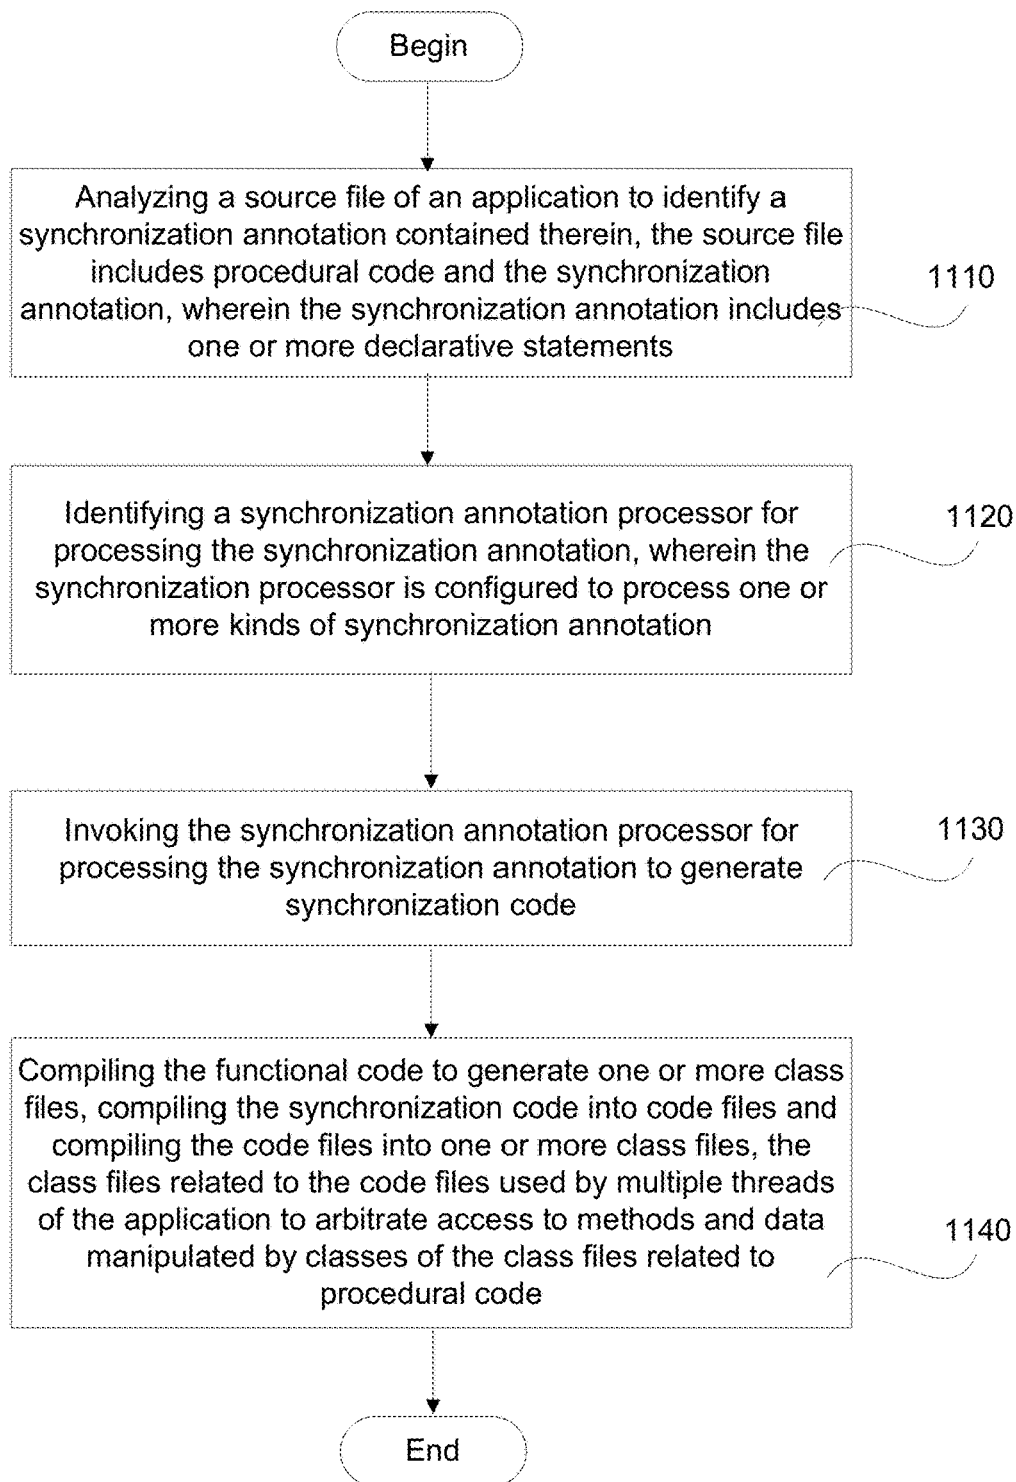 Begin
Analyzing a source file of an application to identify a
synchronization annotation contained therein, the source file
includes procedural code and the synchronization
annotation, wherein the synchronization annotation includes
one or more declarative statements
1110
Identifying a synchronization annotation processor for
processing the synchronization annotation, wherein the
synchronization processor is configured to process one or
more kinds of synchronization annotation
1120
Invoking the synchronization annotation processor for
processing the synchronization annotation to generate
synchronization code
1130
Compiling the functional code to generate one or more class
files, compiling the synchronization code into code files and
compiling the code files into one or more class files, the
class files related to the code files used by multiple threads
of the application to arbitrate access to methods and data
manipulated by classes of the class files related to
procedural code
1140
End